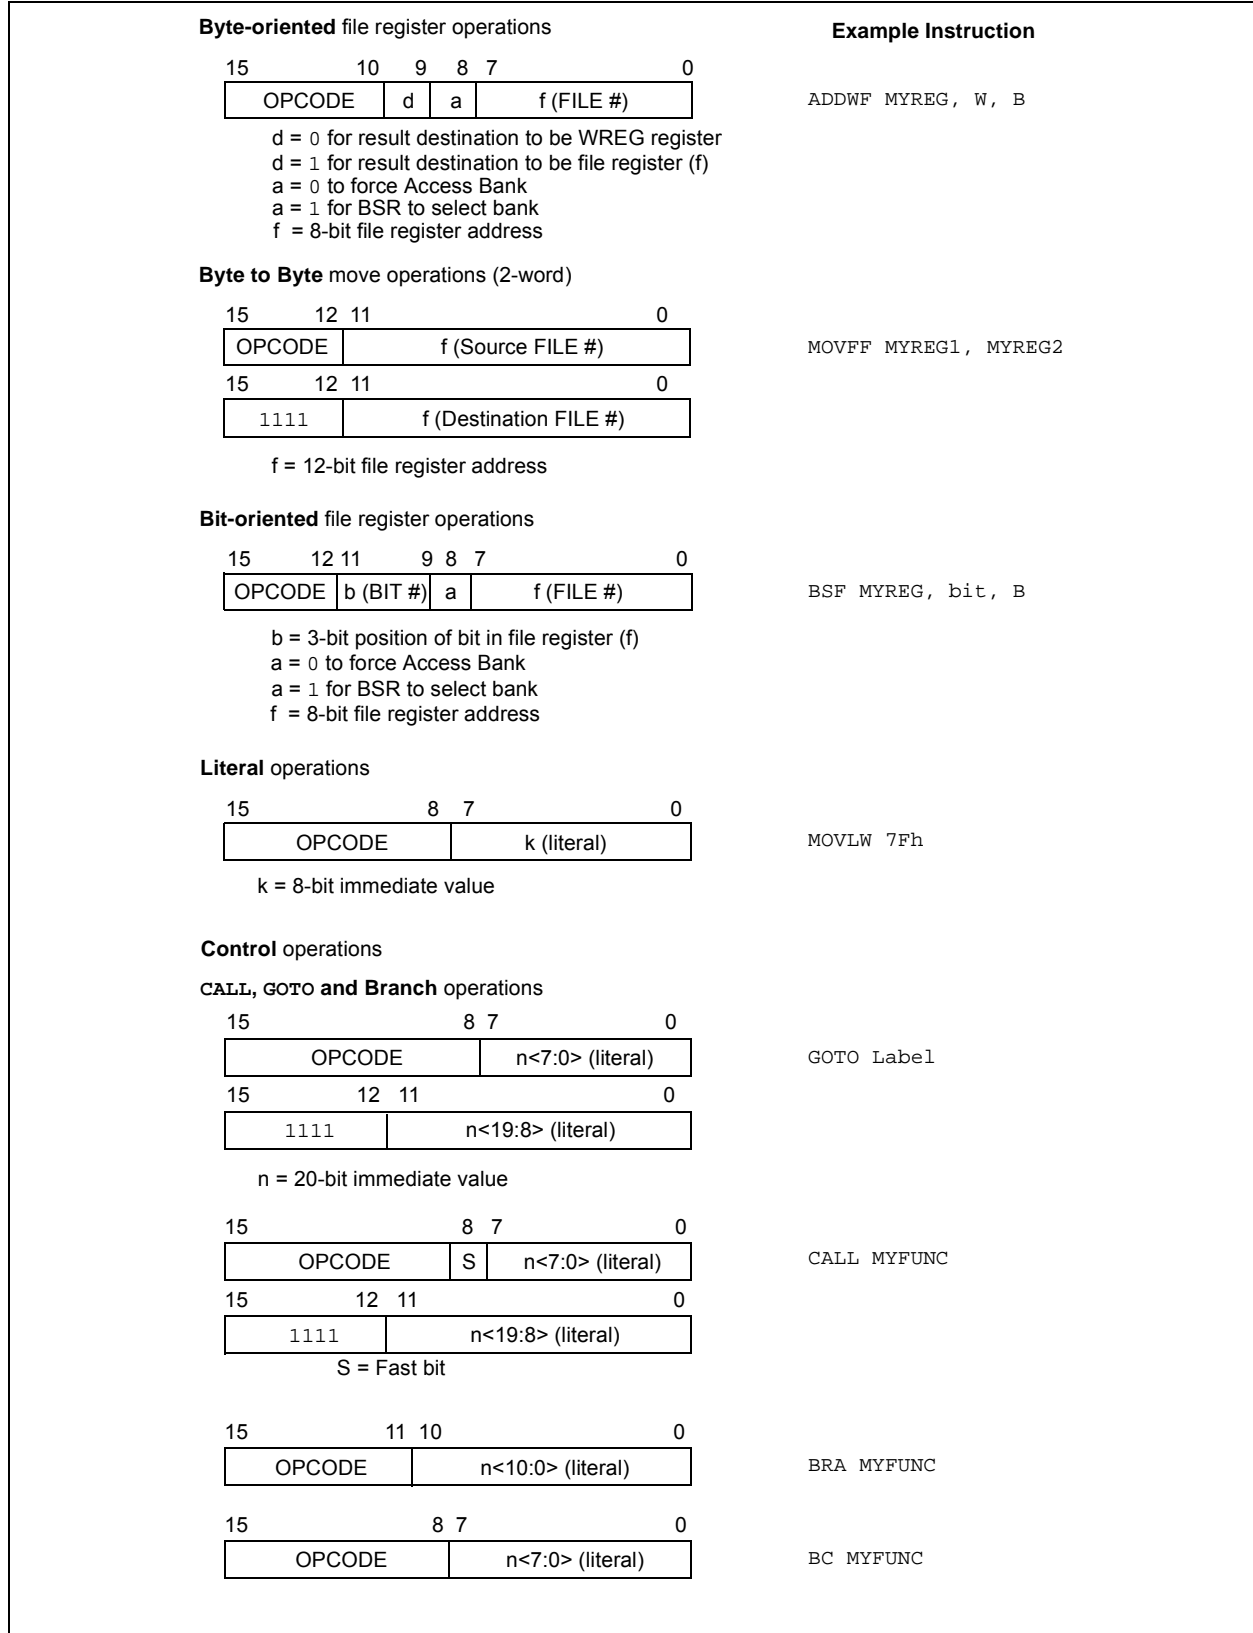 Byte-oriented file register operations
Example Instruction
15 10 9 8 7 0
OPCODE d a f (FILE #)
ADDWF MYREG, W, B
d = 0 for result destination to be WREG register
d = 1 for result destination to be file register (f)
a = 0 to force Access Bank
a = 1 for BSR to select bank
f = 8-bit file register address
Byte to Byte move operations (2-word)
15 12 11 0
OPCODE f (Source FILE #)
MOVFF MYREG1, MYREG2
15 12 11 0
1111 f (Destination FILE #)
f = 12-bit file register address
Bit-oriented file register operations
15 12 11 9 8 7 0
OPCODE b (BIT #) a f (FILE #)
BSF MYREG, bit, B
b = 3-bit position of bit in file register (f)
a = 0 to force Access Bank
a = 1 for BSR to select bank
f = 8-bit file register address
Literal operations
15 8 7 0
OPCODE k (literal)
MOVLW 7Fh
k = 8-bit immediate value
Control operations
CALL, GOTO and Branch operations
15 8 7 0
OPCODE n<7:0> (literal)
GOTO Label
15 12 11 0
1111 n<19:8> (literal)
n = 20-bit immediate value
15 8 7 0
OPCODE S n<7:0> (literal)
CALL MYFUNC
15 12 11 0
1111 n<19:8> (literal)
S = Fast bit
15 11 10 0
OPCODE n<10:0> (literal)
BRA MYFUNC
15 8 7 0
OPCODE n<7:0> (literal)
BC MYFUNC